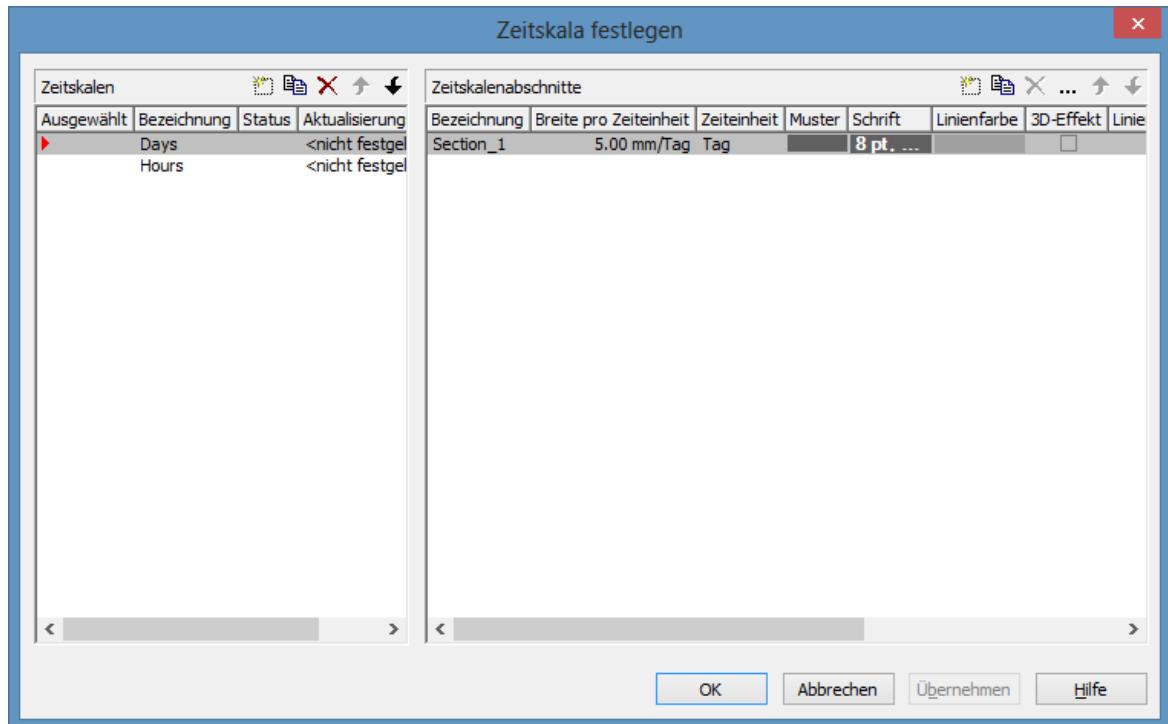 Zeitskala festlegen
Zeitskalen
Ausgewählt Bezeichnung Status Aktualisierung
Days <nicht festgel
Hours <nicht festgel
Zeitskalenabschnitte
...
Bezeichnung Breite pro Zeiteinheit Zeiteinheit Muster Schrift Linienfarbe 3D-Effekt Linie
Section_1 5.00 mm/Tag Tag 8 pt, ...
OK Abbrechen Übernehmen Hilfe